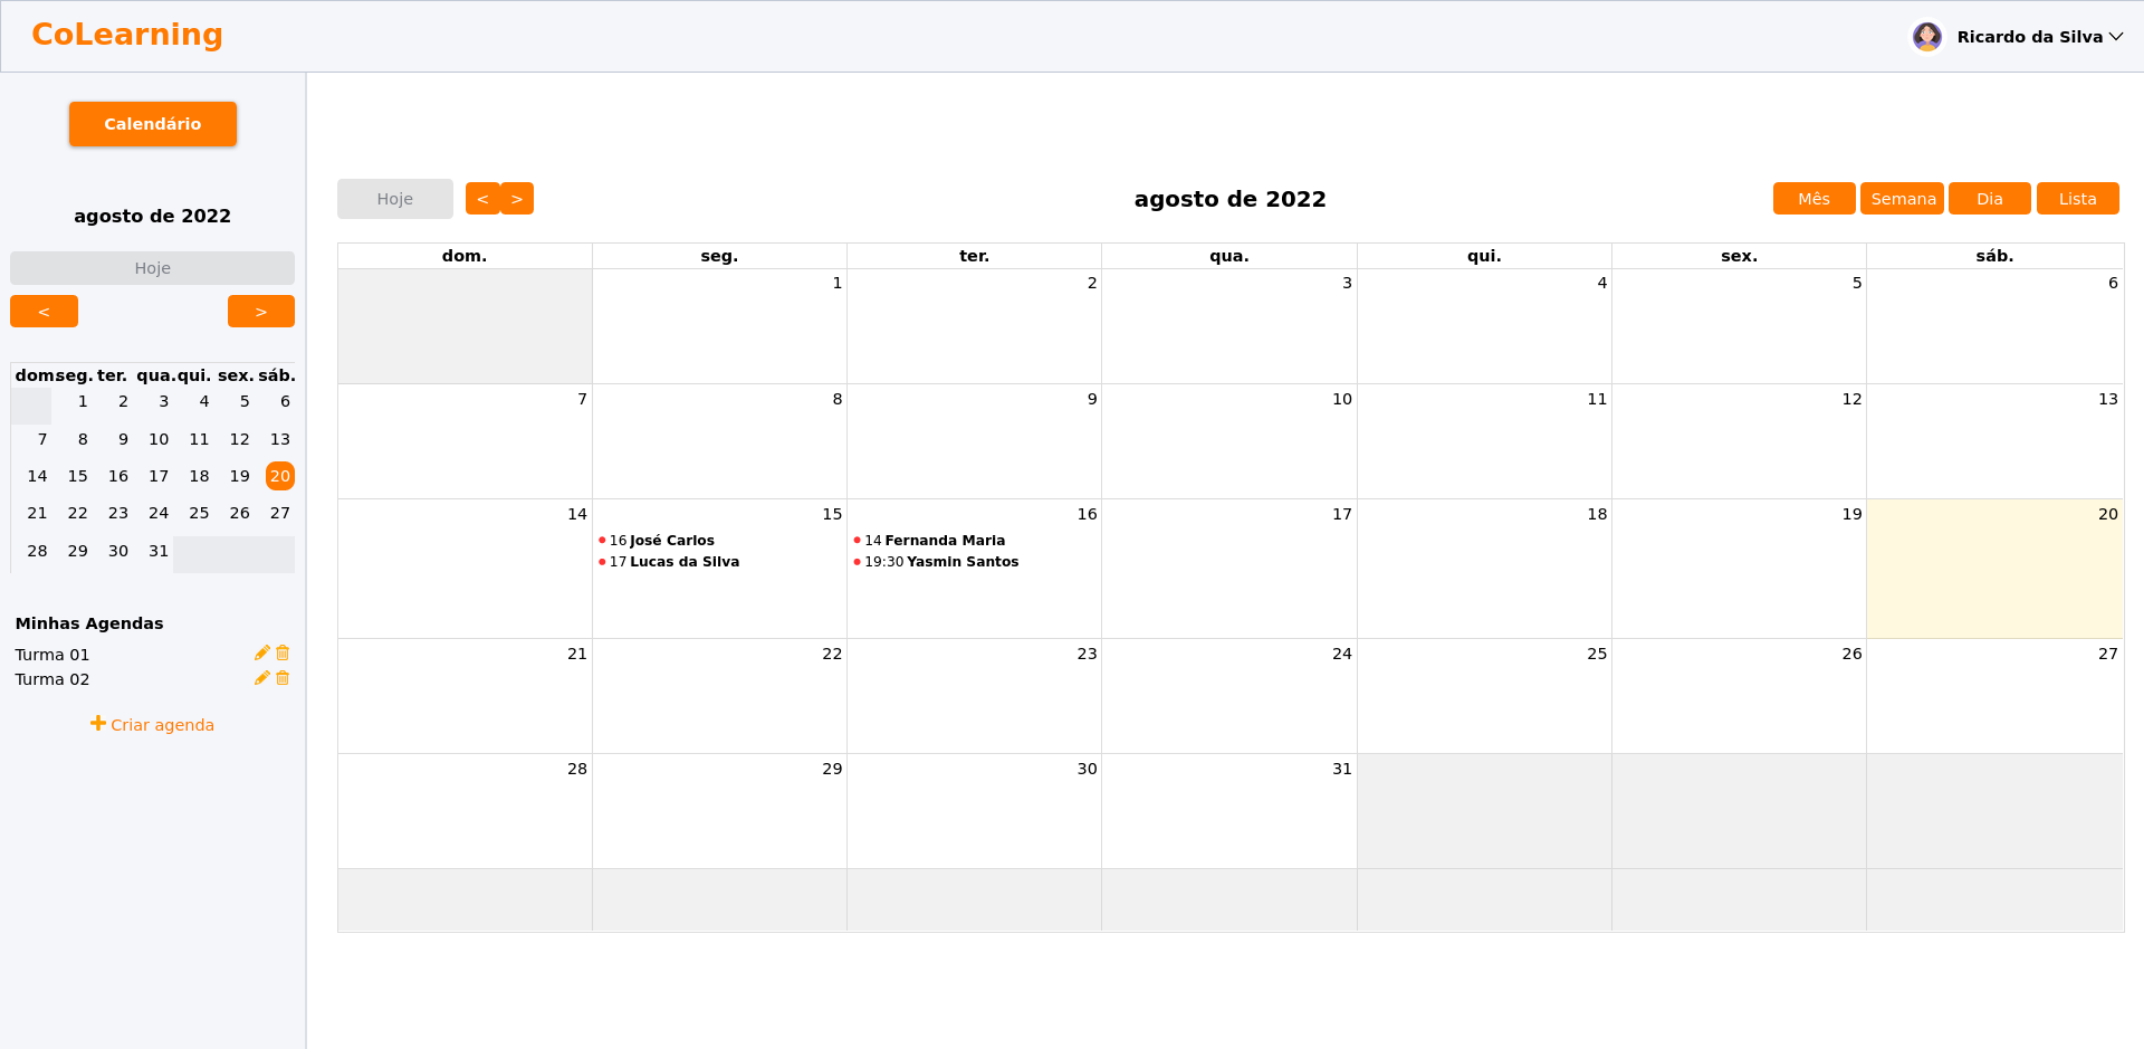 CoLearning
Ricardo da Silva
Calendário
agosto de 2022
Hoje
< >
dom. seg. ter. qua. qui. sex. sáb.
1 2 3 4 5 6
7 8 9 10 11 12 13
14 15 16 17 18 19 20
21 22 23 24 25 26 27
28 29 30 31
Minhas Agendas
Turma 01
Turma 02
Criar agenda
Hoje < > agosto de 2022 Mês Semana Dia Lista
dom. seg. ter. qua. qui. sex. sáb.
1 2 3 4 5 6
7 8 9 10 11 12 13
14 15 16 17 18 19 20
16 José Carlos 14 Fernanda Maria
17 Lucas da SIlva 19:30 Yasmin Santos
21 22 23 24 25 26 27
28 29 30 31